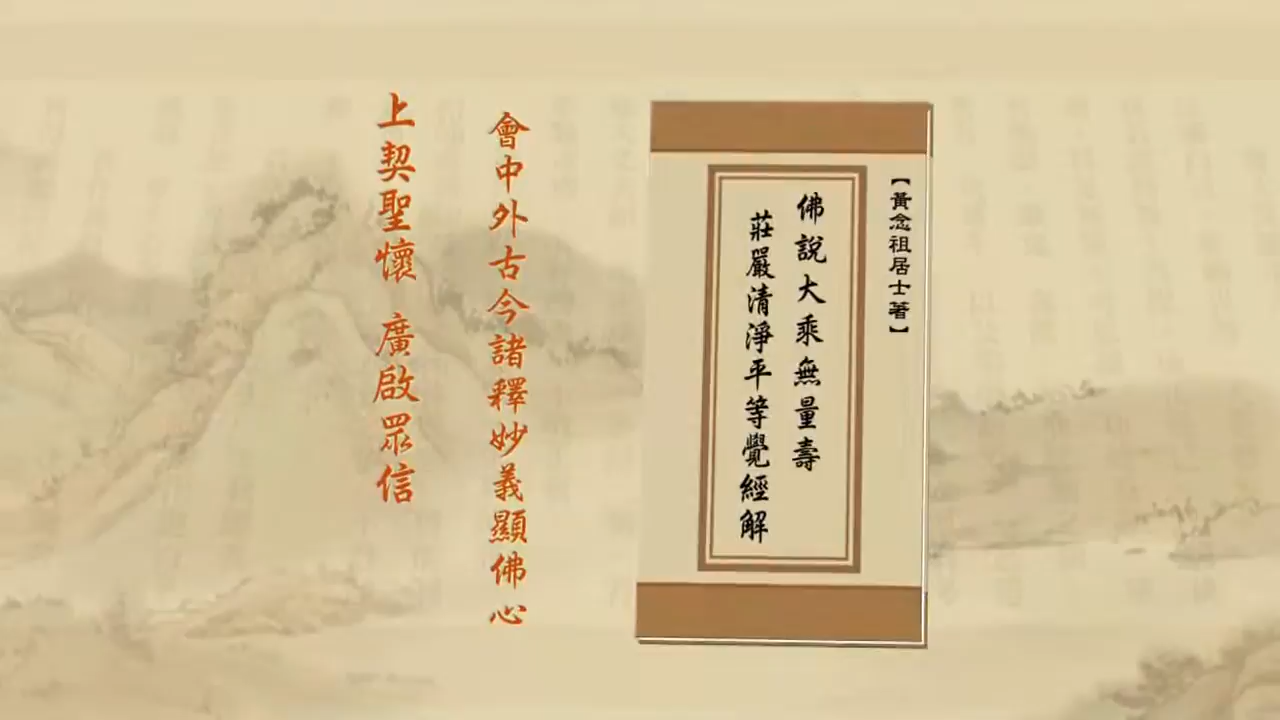 【黃念祖居士著】
佛說大乘無量壽
莊嚴清淨平等覺經解
會中外古今諸釋妙義顯佛心
上契聖懷 廣啟眾信